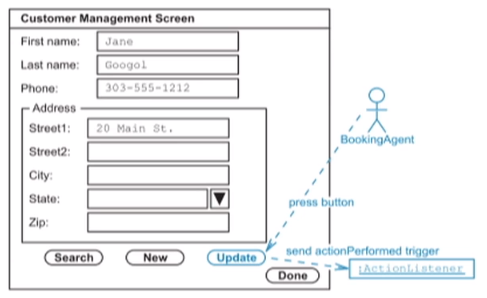 Customer Management Screen
First name: Jane
Last name: Googol
Phone: 303-555-1212
Address
Street1: 20 Main St.
Street2:
City:
State:
Zip:
BookingAgent
press button
Search New Update
send actionPerformed trigger
Done
:ActionListener